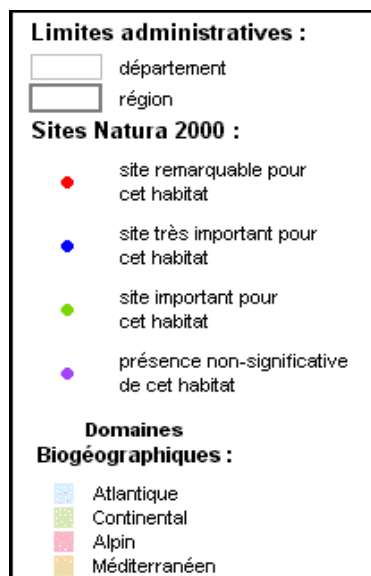 Limites administratives :
département
région
Sites Natura 2000 :
site remarquable pour
cet habitat
site très important pour
cet habitat
site important pour
cet habitat
présence non-significative
de cet habitat
Domaines
Biogéographiques :
Atlantique
Continental
Alpin
Méditerranéen